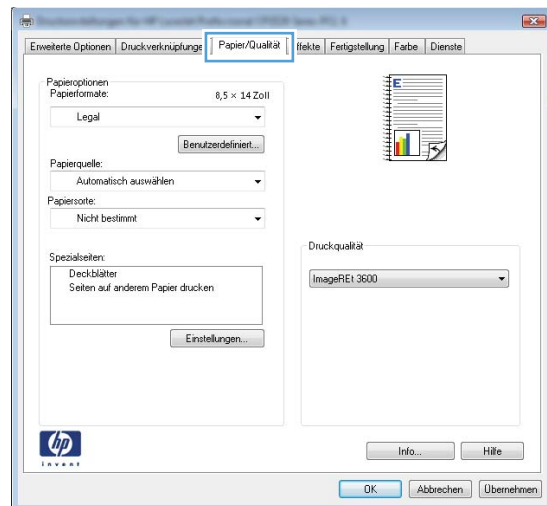 Erweiterte Optionen Druckverknüpfunge Papier/Qualität ffekte Fertigstellung Farbe Dienste
Papieroptionen
Papierformate: 8,5 × 14 Zoll
Legal
Benutzerdefiniert...
Papierquelle:
Automatisch auswählen
Papiersorte:
Nicht bestimmt
Spezialseiten:
Deckblätter
Seiten auf anderem Papier drucken
Einstellungen...
E
Druckqualität
ImageREt 3600
hp
invent
Info... Hilfe
OK Abbrechen Übernehmen